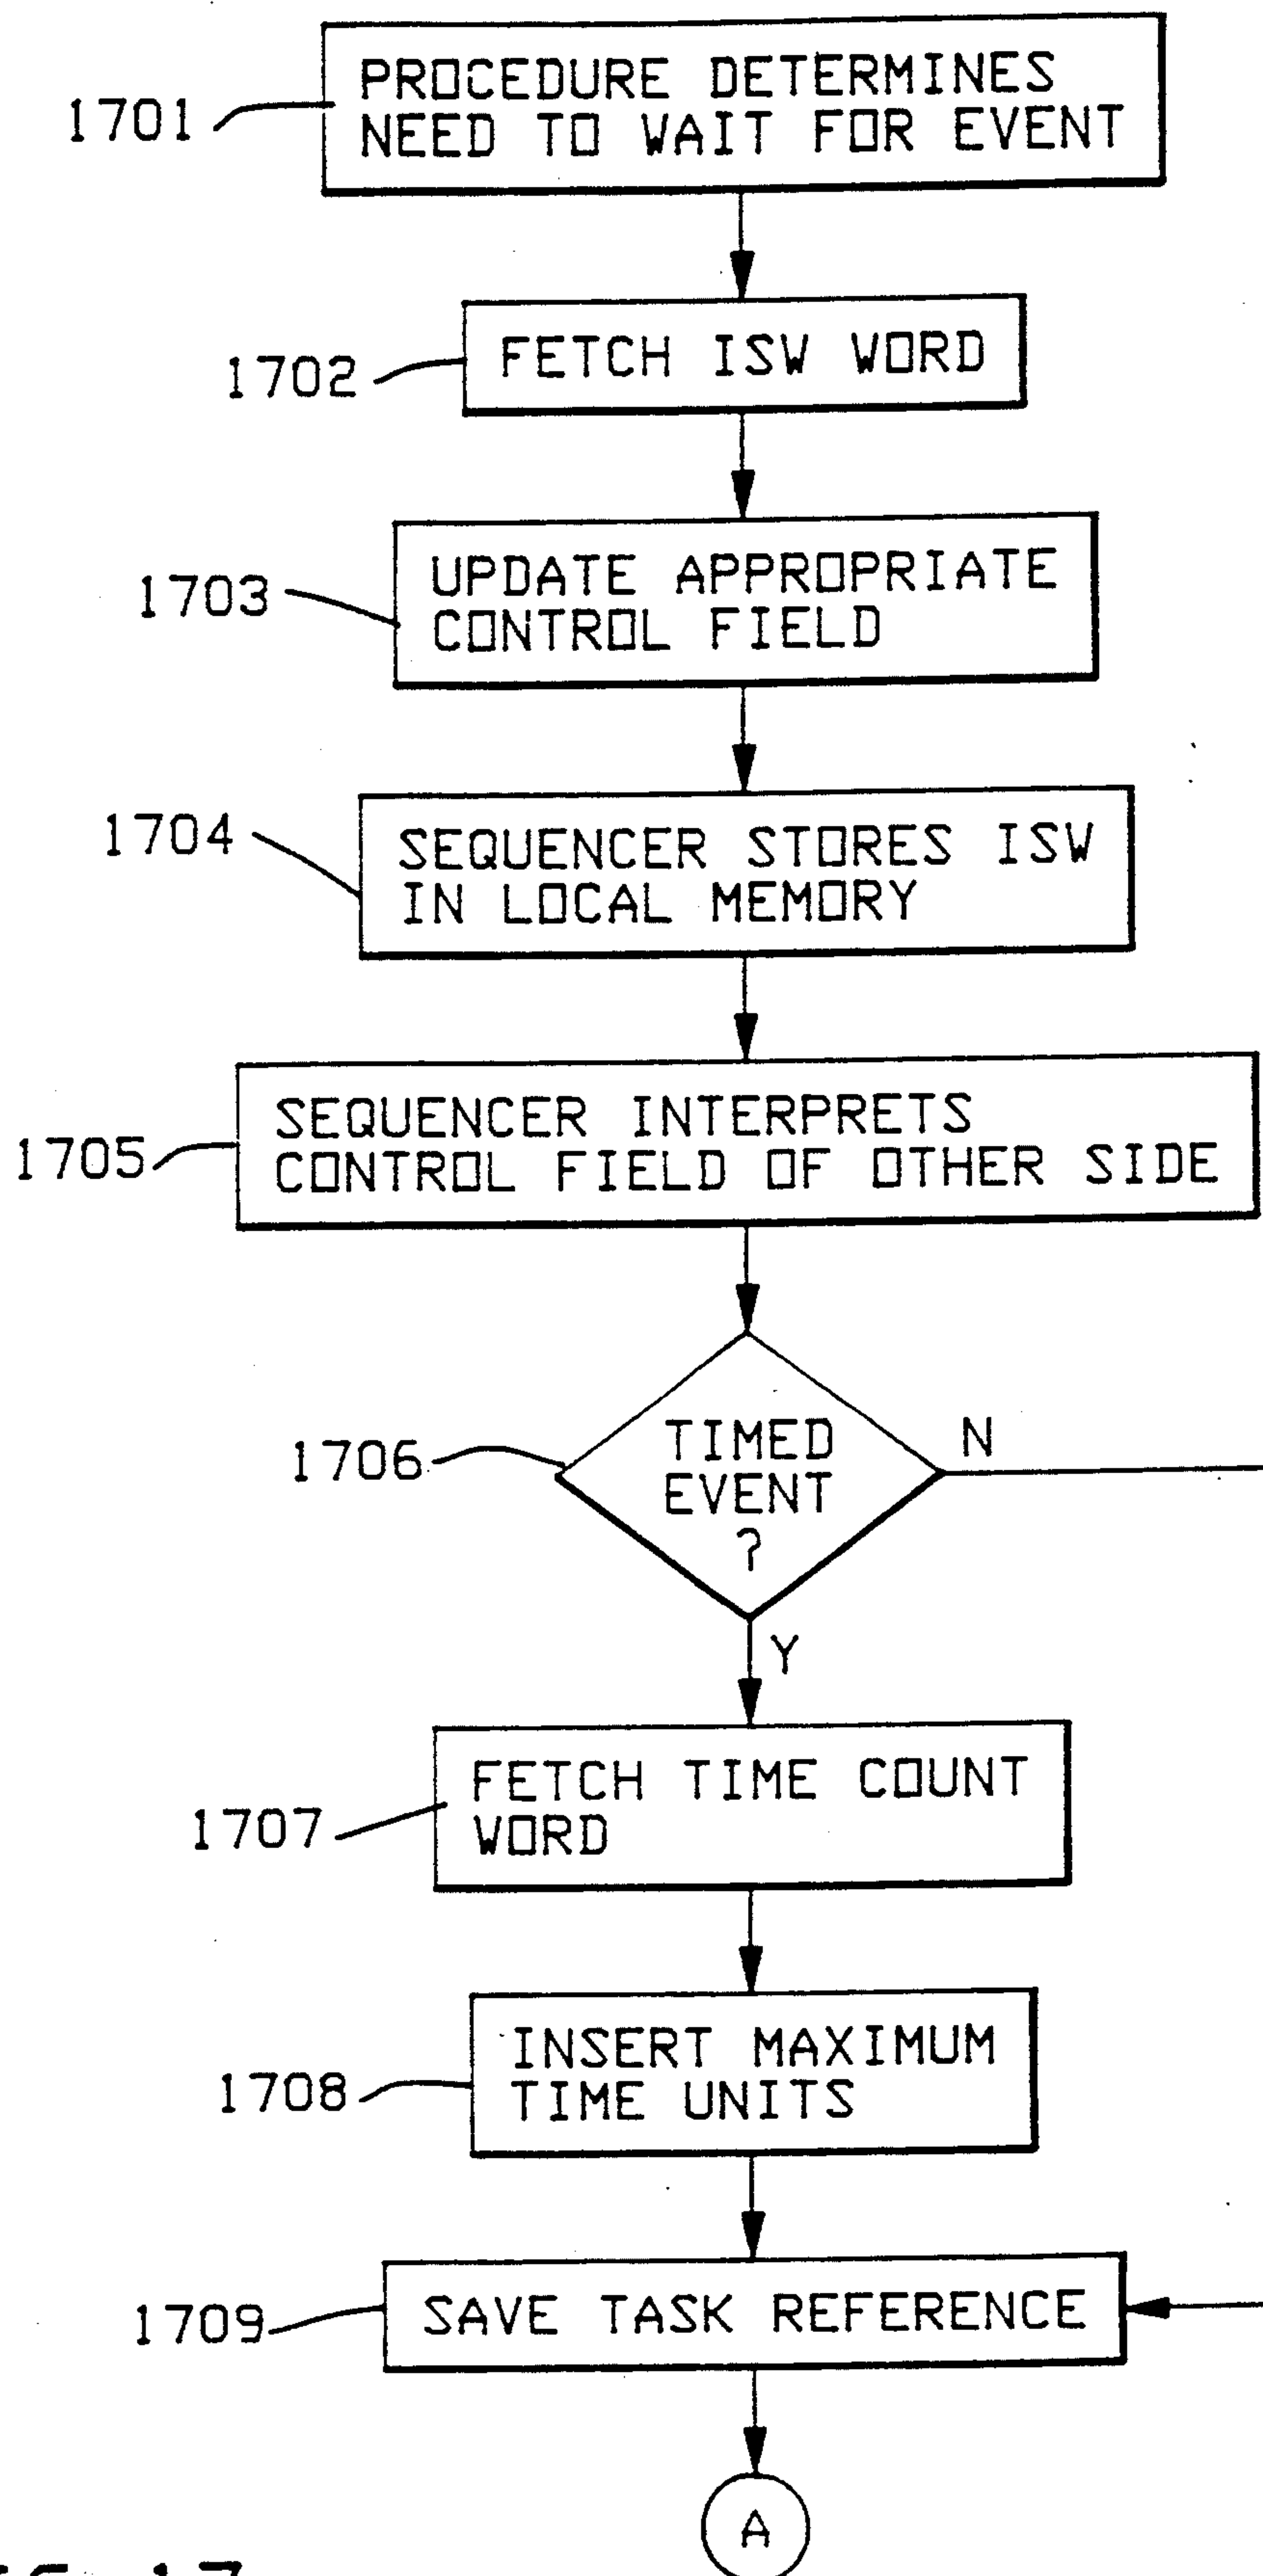 1701
PROCEDURE DETERMINES
NEED TO WAIT FOR EVENT
1702
FETCH ISW WORD
1703
UPDATE APPROPRIATE
CONTROL FIELD
1704
SEQUENCER STORES ISW
IN LOCAL MEMORY
1705
SEQUENCER INTERPRETS
CONTROL FIELD OF OTHER SIDE
1706
TIMED
EVENT
?
N
Y
1707
FETCH TIME COUNT
WORD
1708
INSERT MAXIMUM
TIME UNITS
1709
SAVE TASK REFERENCE
A